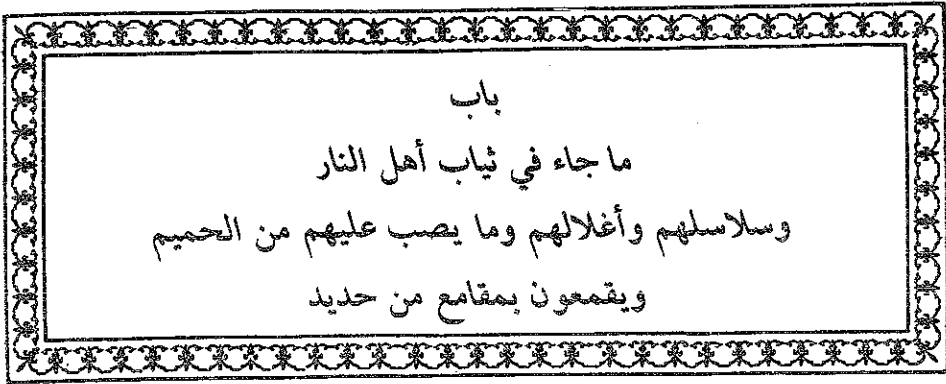 باب
ما جاء في ثياب أهل النار
وسلاسلهم وأغلالهم وما يصب عليهم من الحميم
ويقمعون بمقامع من حديد